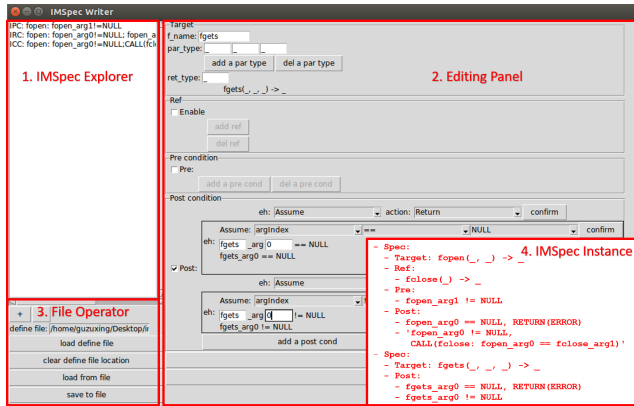 IMSpec Writer
IPC: fopen: fopen_arg1!=NULL
IRC: fopen: fopen_arg0!=NULL; fopen_a
ICC: fopen: fopen_arg0!=NULL;CALL(fclo
1. IMSpec Explorer
Target
f_name: fgets
par_type: _ _ _
add a par type del a par type
2. Editing Panel
ret_type: _
fgets(_, _, _) -> _
Ref
Enable
add ref
del ref
Pre condition
Pre:
add a pre cond del a pre cond
Post condition
eh: Assume action: Return confirm
Assume: argIndex == NULL confirm
eh: fgets _arg 0 == NULL
fgets_arg0 == NULL
Post:
eh: Assume
Assume: argIndex
eh: fgets _arg 0 != NULL
fgets_arg0 != NULL
add a post cond
+ 3. File Operator
define file: /home/guzuxing/Desktop/ir
load define file
clear define file location
load from file
save to file
4. IMSpec Instance
- Spec:
- Target: fopen(_, _) -> _
- Ref:
- fclose(_) -> _
- Pre:
- fopen_arg1 != NULL
- Post:
- fopen_arg0 == NULL, RETURN(ERROR)
- 'fopen_arg0 != NULL,
CALL(fclose: fopen_arg0 == fclose_arg1)'
- Spec:
- Target: fgets(_, _, _) -> _
- Post:
- fgets_arg0 == NULL, RETURN(ERROR)
- fgets_arg0 != NULL